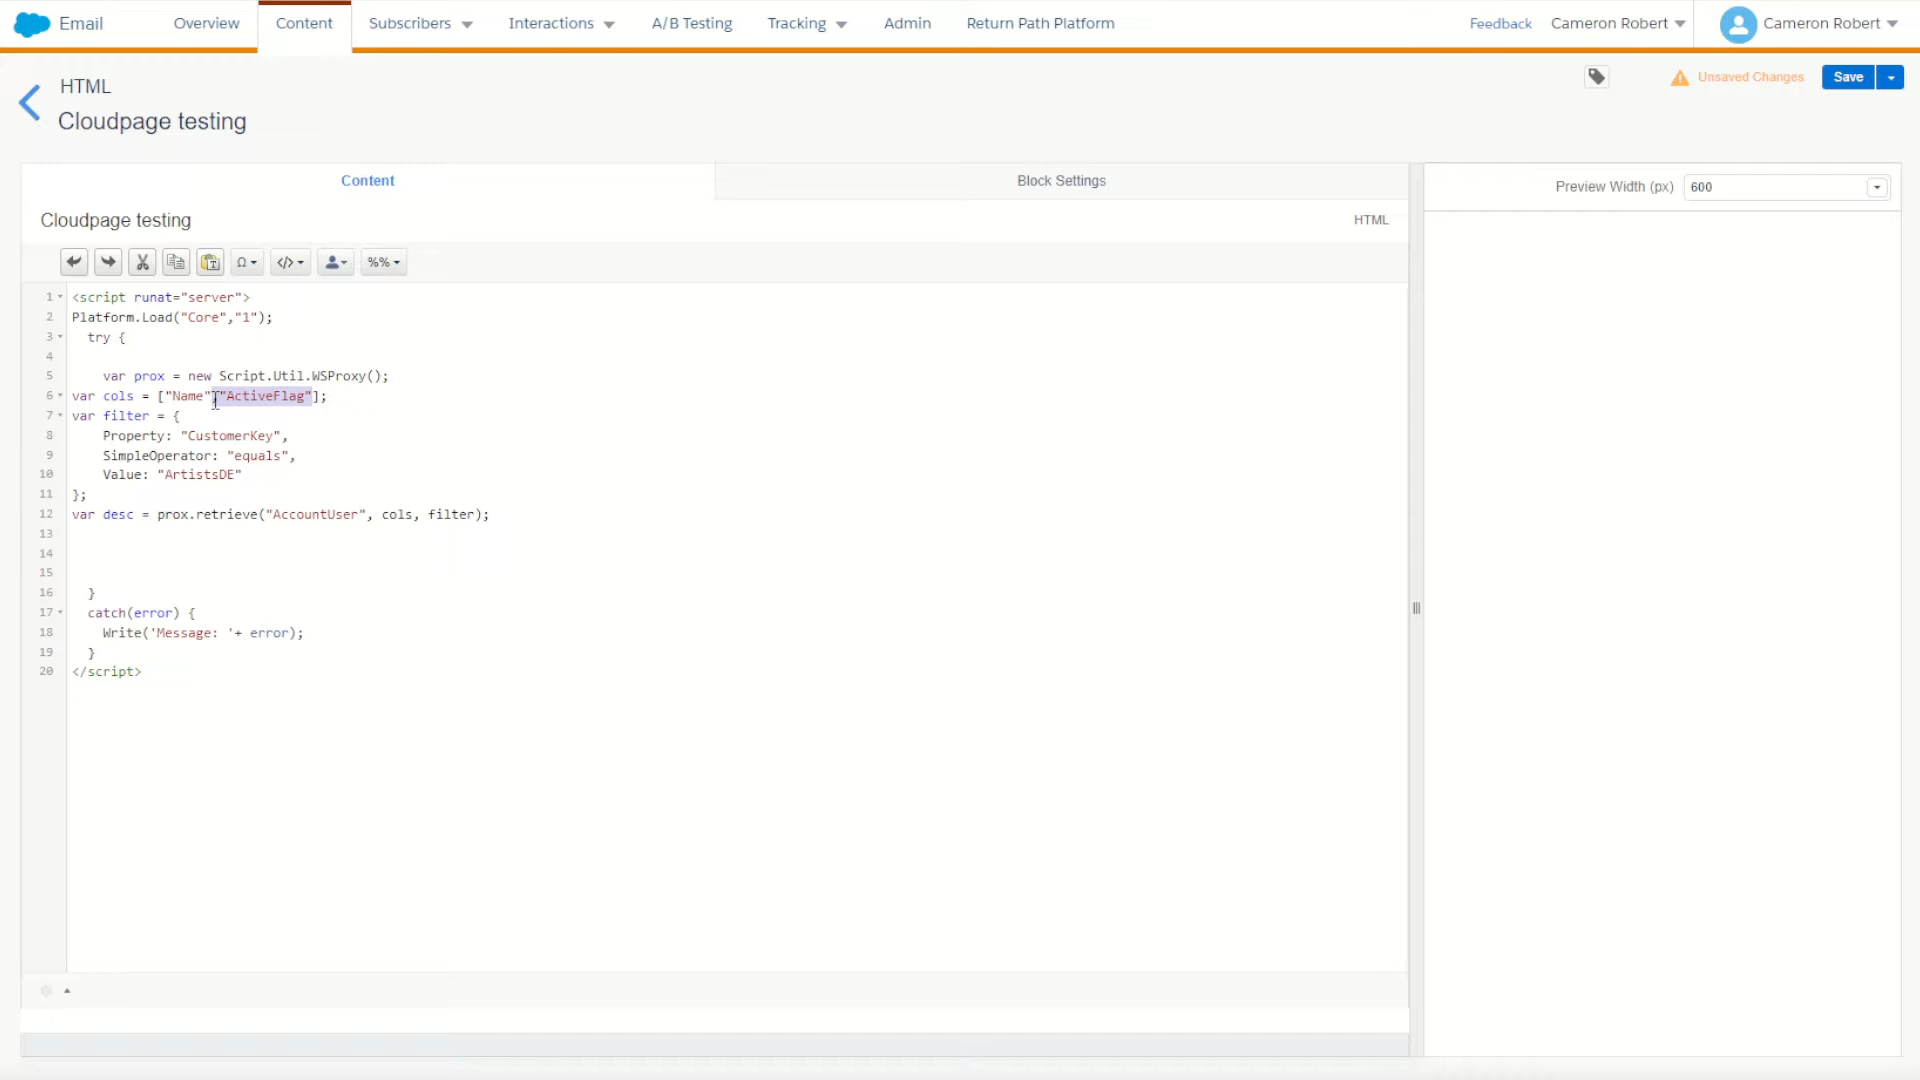 Email Overview Content Subscribers Interactions A/B Testing Tracking Admin Return Path Platform Feedback Cameron Robert Cameron Robert
HTML
Cloudpage testing
Unsaved Changes Save
Content Block Settings
Preview Width (px) 600
Cloudpage testing HTML
Ω </> %%
1 <script runat="server">
2 Platform.Load("Core","1");
3 try {
4
5 var prox = new Script.Util.WSProxy();
6 var cols = ["Name","ActiveFlag"];
7 var filter = {
8 Property: "CustomerKey",
9 SimpleOperator: "equals",
10 Value: "ArtistsDE"
11 };
12 var desc = prox.retrieve("AccountUser", cols, filter);
13
14
15
16 }
17 catch(error) {
18 Write('Message: '+ error);
19 }
20 </script>